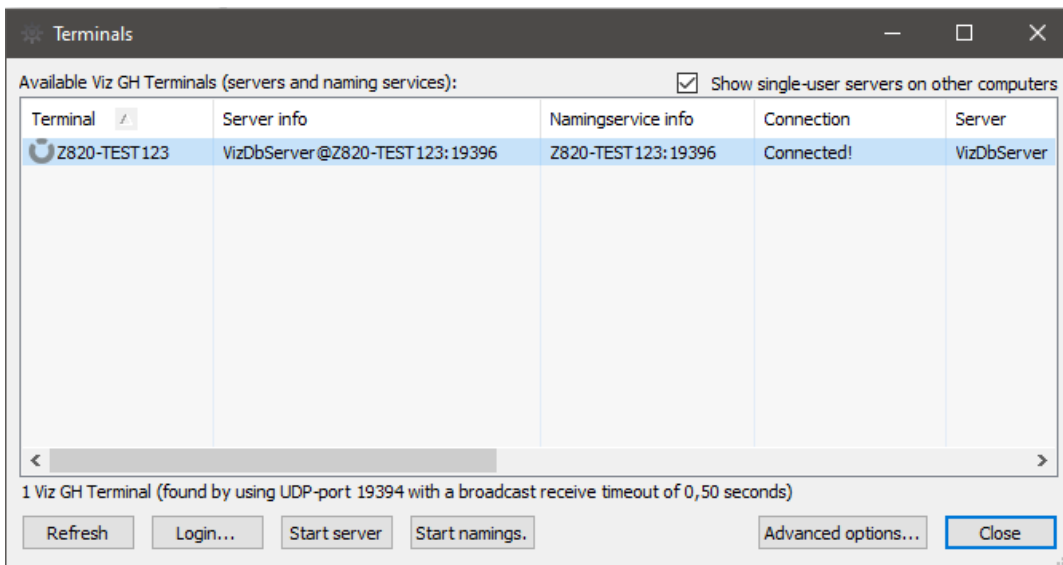 Terminals
Available Viz GH Terminals (servers and naming services): Show single-user servers on other computers
Terminal Server info Namingservice info Connection Server
Z820-TEST123 VizDbServer@Z820-TEST123:19396 Z820-TEST123:19396 Connected! VizDbServer
1 Viz GH Terminal (found by using UDP-port 19394 with a broadcast receive timeout of 0,50 seconds)
Refresh Login... Start server Start namings. Advanced options... Close